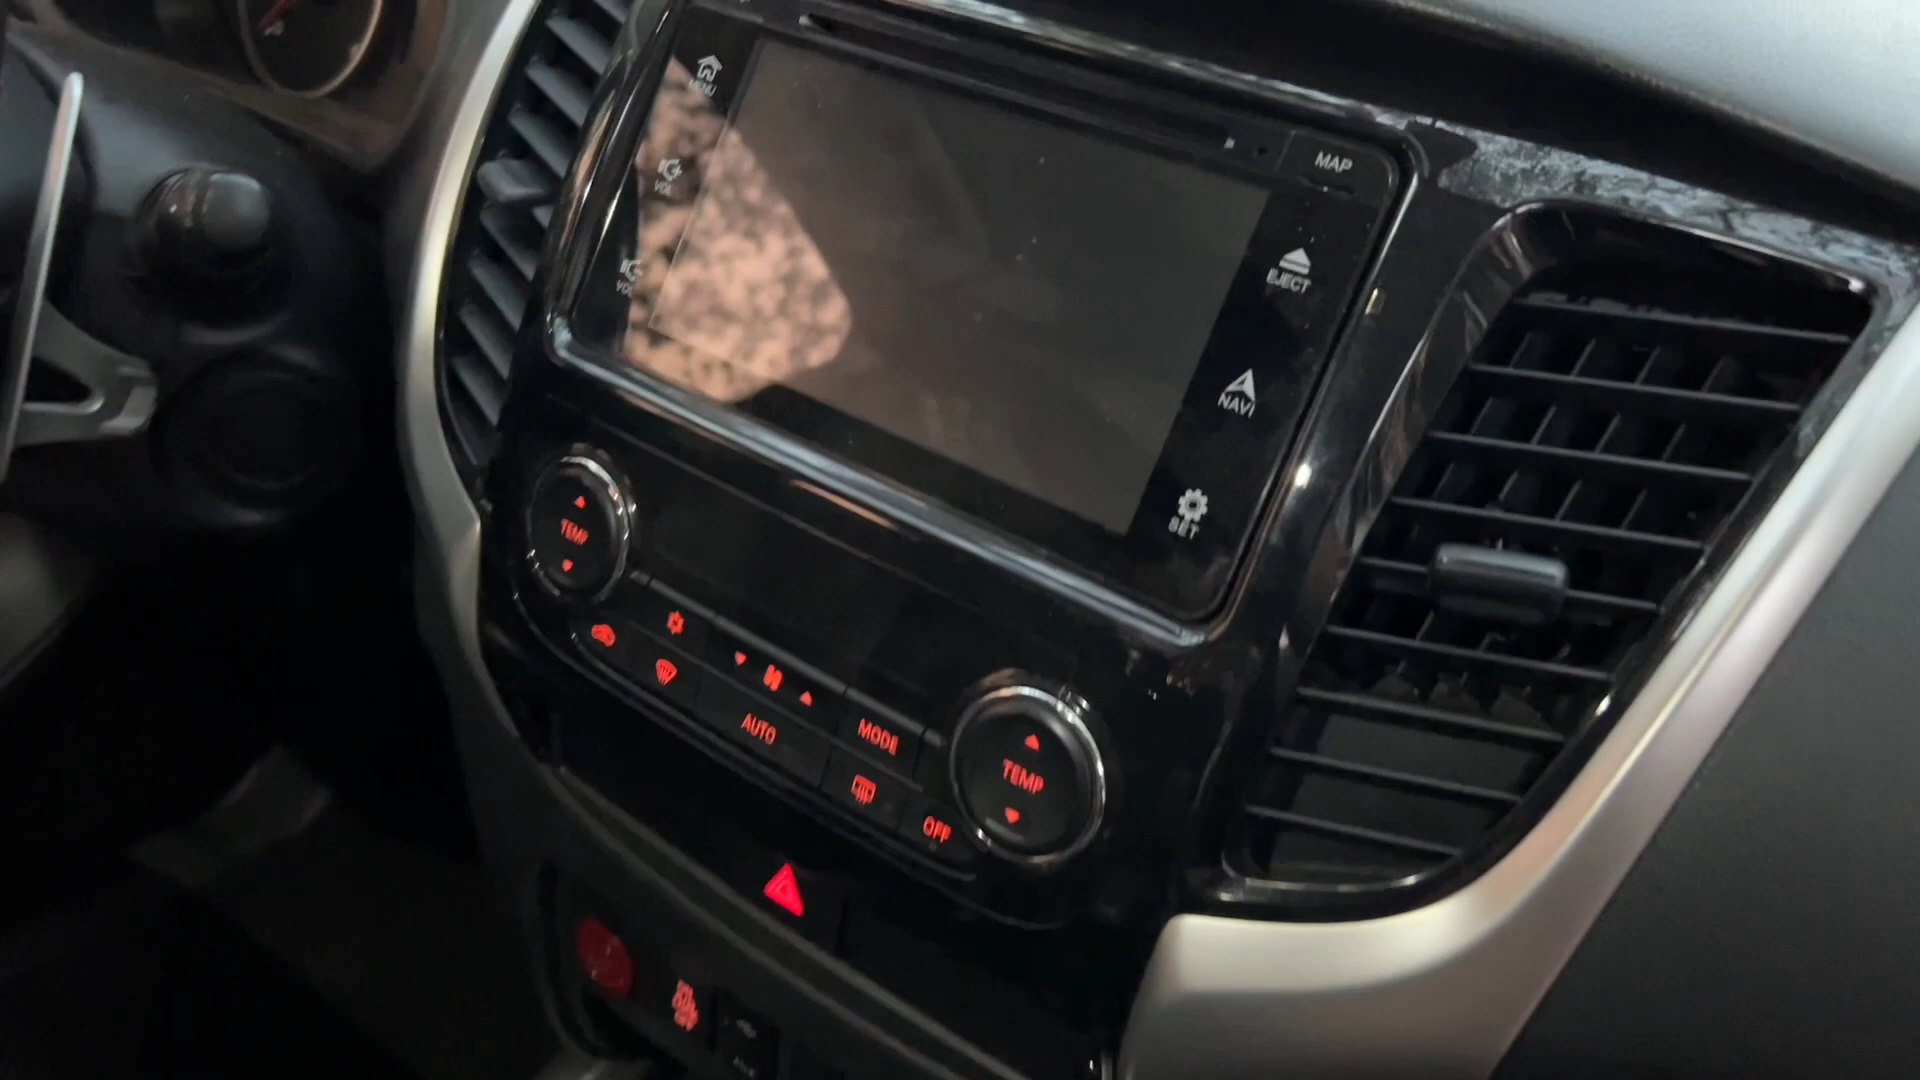 MENU
VOL
VOL
MAP
EJECT
NAVI
SET
TEMP
AUTO
MODE
OFF
TEMP